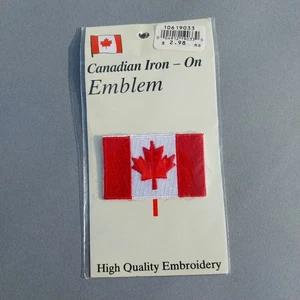 10619033
2.98
Canadian Iron – On
Emblem
High Quality Embroidery